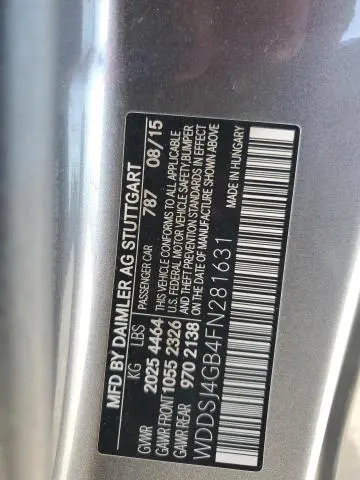 MFD BY DAIMLER AG STUTTGART
KG LBS PASSENGER CAR 787 08/15
GVWR 2025 4464 THIS VEHICLE CONFORMS TO ALL APPLICABLE
GAWR FRONT 1055 2326 U.S. FEDERAL MOTOR VEHICLE SAFETY, BUMPER
GAWR REAR 970 2138 AND THEFT PREVENTION STANDARDS IN EFFECT
ON THE DATE OF MANUFACTURE SHOWN ABOVE
WDDSJ4GB4FN281631 MADE IN HUNGARY